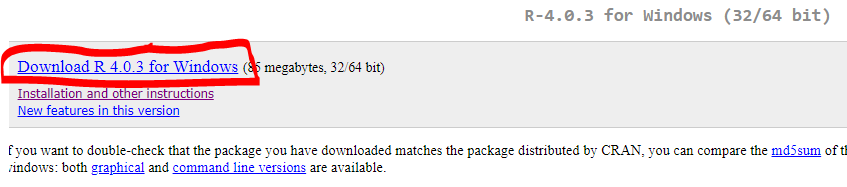 R-4.0.3 for Windows (32/64 bit)
Download R 4.0.3 for Windows (85 megabytes, 32/64 bit)
Installation and other instructions
New features in this version
f you want to double-check that the package you have downloaded matches the package distributed by CRAN, you can compare the md5sum of th
vindows: both graphical and command line versions are available.